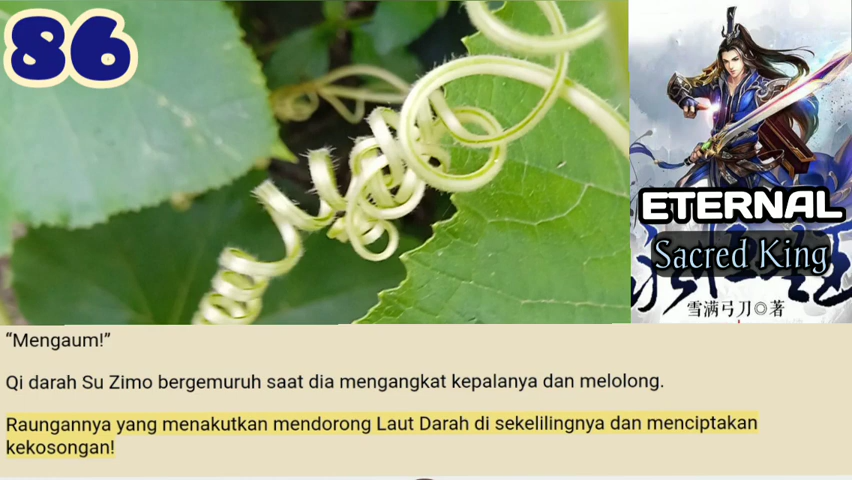 86
ETERNAL
Sacred King
雪满弓刀◎著
“Mengaum!”
Qi darah Su Zimo bergemuruh saat dia mengangkat kepalanya dan melolong.
Raungannya yang menakutkan mendorong Laut Darah di sekelilingnya dan menciptakan
kekosongan!